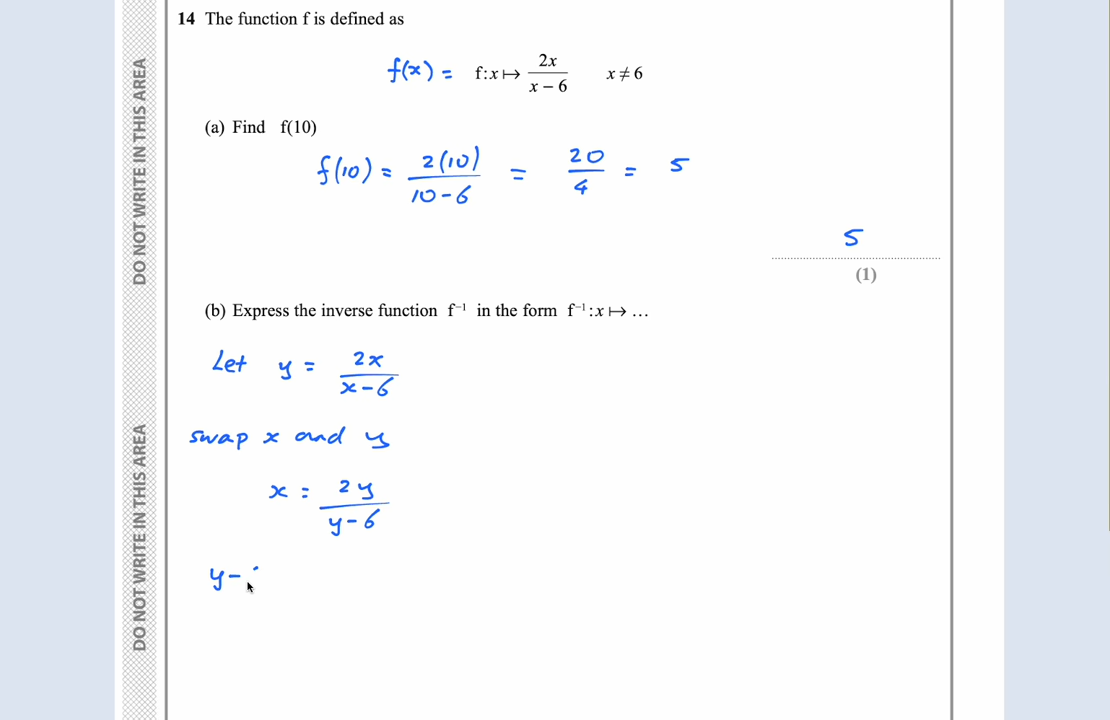 14 The function f is defined as
f(x) = f : x ↦ 2x / x − 6 x ≠ 6
(a) Find f(10)
f(10) = 2(10) / 10 - 6 = 20 / 4 = 5
5
(1)
(b) Express the inverse function f⁻¹ in the form f⁻¹ : x ↦ ...
Let y = 2x / x - 6
swap x and y
x = 2y / y - 6
y -
DO NOT WRITE IN THIS AREA
DO NOT WRITE IN THIS AREA